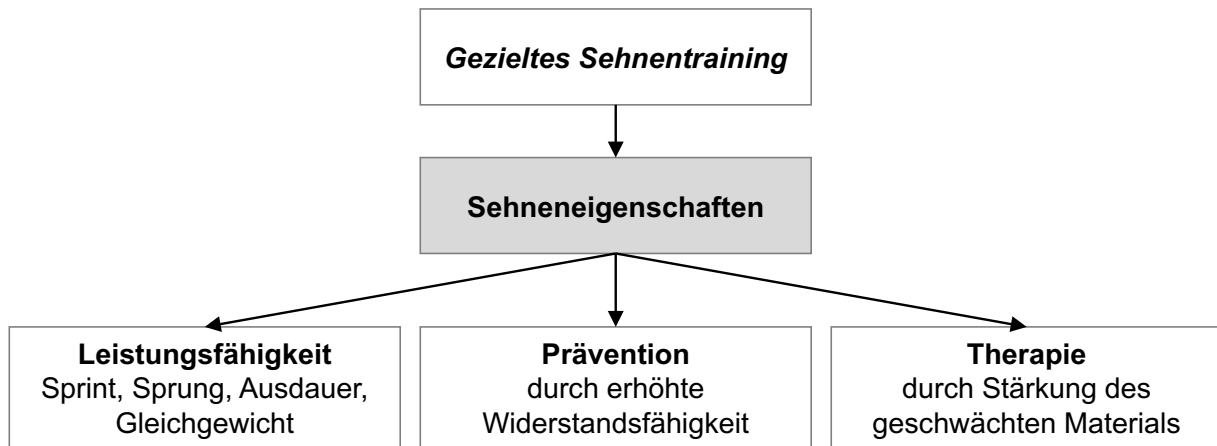 Gezieltes Sehnentraining
Sehneneigenschaften
Leistungsfähigkeit
Sprint, Sprung, Ausdauer,
Gleichgewicht
Prävention
durch erhöhte
Widerstandsfähigkeit
Therapie
durch Stärkung des
geschwächten Materials